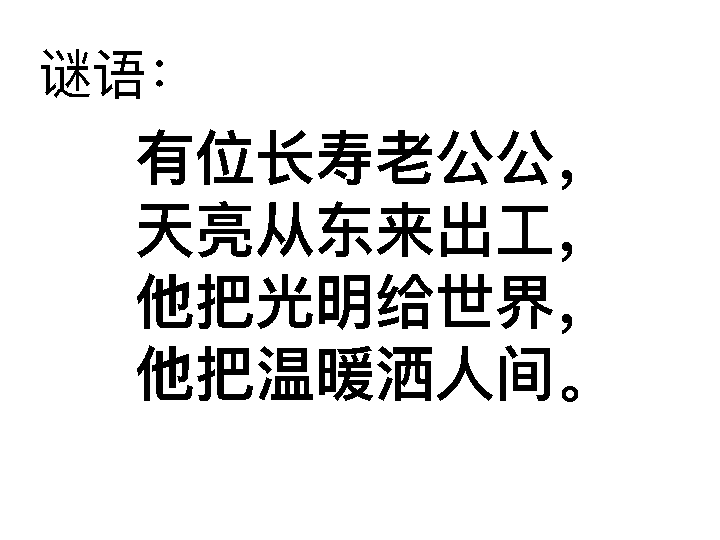 谜语：
有位长寿老公公，
天亮从东来出工，
他把光明给世界，
他把温暖洒人间。